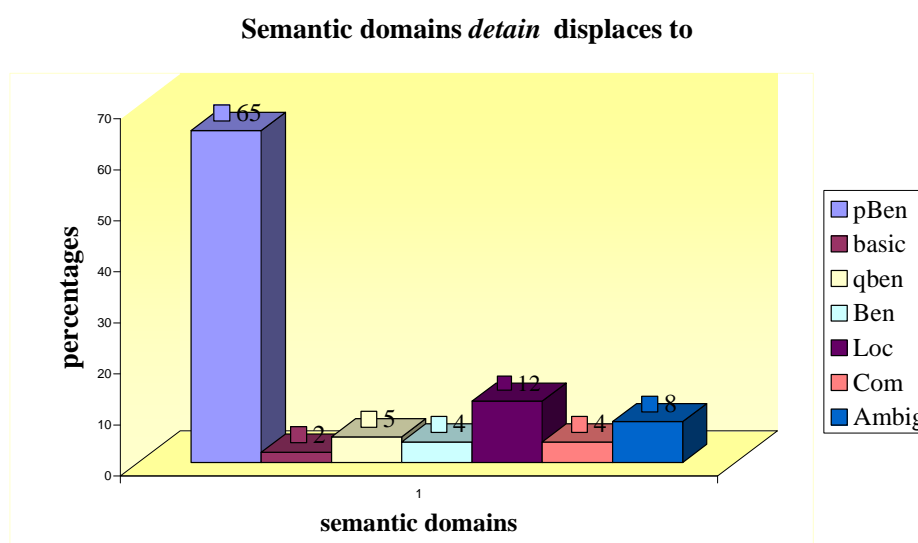 Semantic domains detain displaces to
percentages
70
60
50
40
30
20
10
0
65
2
5
4
12
4
8
1
semantic domains
pBen
basic
qben
Ben
Loc
Com
Ambig